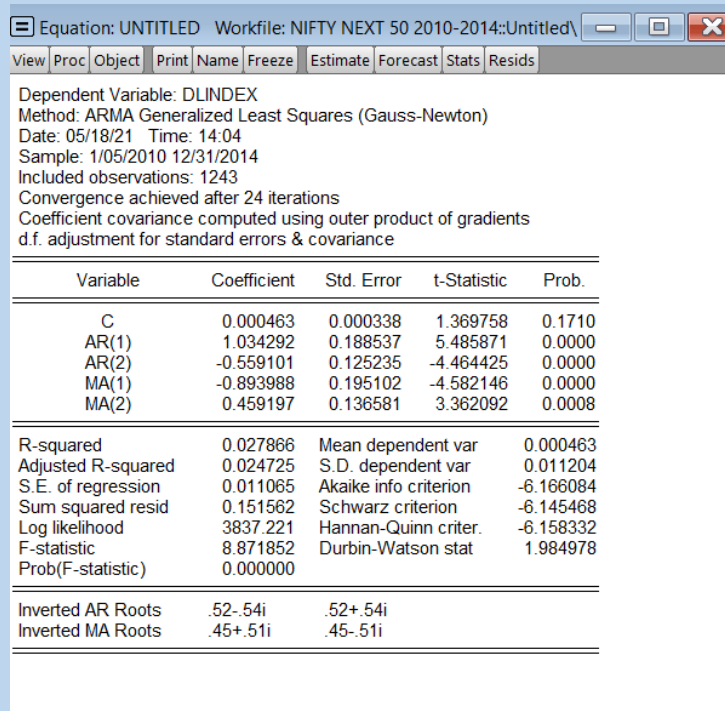 Equation: UNTITLED Workfile: NIFTY NEXT 50 2010-2014::Untitled\
View Proc Object Print Name Freeze Estimate Forecast Stats Resids
Dependent Variable: DLINDEX
Method: ARMA Generalized Least Squares (Gauss-Newton)
Date: 05/18/21 Time: 14:04
Sample: 1/05/2010 12/31/2014
Included observations: 1243
Convergence achieved after 24 iterations
Coefficient covariance computed using outer product of gradients
d.f. adjustment for standard errors & covariance
Variable Coefficient Std. Error t-Statistic Prob.
C 0.000463 0.000338 1.369758 0.1710
AR(1) 1.034292 0.188537 5.485871 0.0000
AR(2) -0.559101 0.125235 -4.464425 0.0000
MA(1) -0.893988 0.195102 -4.582146 0.0000
MA(2) 0.459197 0.136581 3.362092 0.0008
R-squared 0.027866 Mean dependent var 0.000463
Adjusted R-squared 0.024725 S.D. dependent var 0.011204
S.E. of regression 0.011065 Akaike info criterion -6.166084
Sum squared resid 0.151562 Schwarz criterion -6.145468
Log likelihood 3837.221 Hannan-Quinn criter. -6.158332
F-statistic 8.871852 Durbin-Watson stat 1.984978
Prob(F-statistic) 0.000000
Inverted AR Roots .52-.54i .52+.54i
Inverted MA Roots .45+.51i .45-.51i